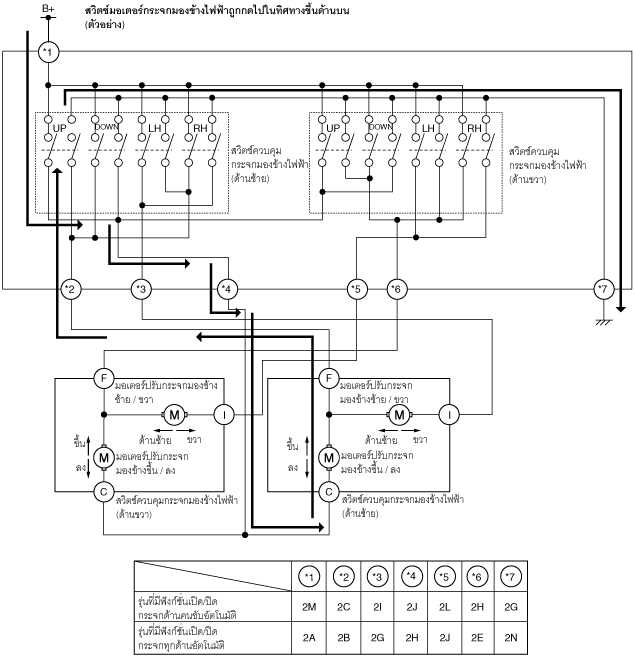 B+
สวิตซ์มอเตอร์กระจกมองข้างไฟฟ้าถูกกดไปในทิศทางขึ้นด้านบน
(ตัวอย่าง)
*1
UP DOWN LH RH
สวิตซ์ควบคุม
กระจกมองข้างไฟฟ้า
(ด้านซ้าย)
UP DOWN LH RH
สวิตซ์ควบคุม
กระจกมองข้างไฟฟ้า
(ด้านขวา)
*2 *3 *4 *5 *6 *7
F
มอเตอร์ปรับกระจกมองข้าง
ซ้าย / ขวา
M I
ด้านซ้าย ขวา
ขึ้น
ลง
M
มอเตอร์ปรับกระจก
มองข้างขึ้น / ลง
C
สวิตซ์ควบคุมกระจกมองข้างไฟฟ้า
(ด้านขวา)
F
มอเตอร์ปรับกระจก
มองข้างซ้าย / ขวา
M I
ด้านซ้าย ขวา
ขึ้น
ลง
M
มอเตอร์ปรับกระจก
มองข้างขึ้น / ลง
C
สวิตซ์ควบคุมกระจกมองข้างไฟฟ้า
(ด้านซ้าย)
*1 *2 *3 *4 *5 *6 *7
รุ่นที่มีฟังก์ชั่นเปิด/ปิด
กระจกด้านคนขับอัตโนมัติ
2M 2C 2I 2J 2L 2H 2G
รุ่นที่มีฟังก์ชั่นเปิด/ปิด
กระจกทุกด้านอัตโนมัติ
2A 2B 2G 2H 2J 2E 2N